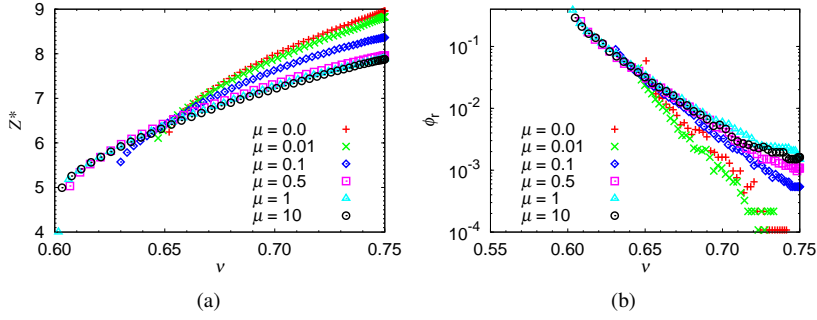 9
8
7
6
5
4
Z*
0.60
0.65
0.70
0.75
ν
μ = 0.0
μ = 0.01
μ = 0.1
μ = 0.5
μ = 1
μ = 10
(a)
10⁻¹
10⁻²
10⁻³
10⁻⁴
ϕr
0.55
0.60
0.65
0.70
0.75
ν
μ = 0.0
μ = 0.01
μ = 0.1
μ = 0.5
μ = 1
μ = 10
(b)